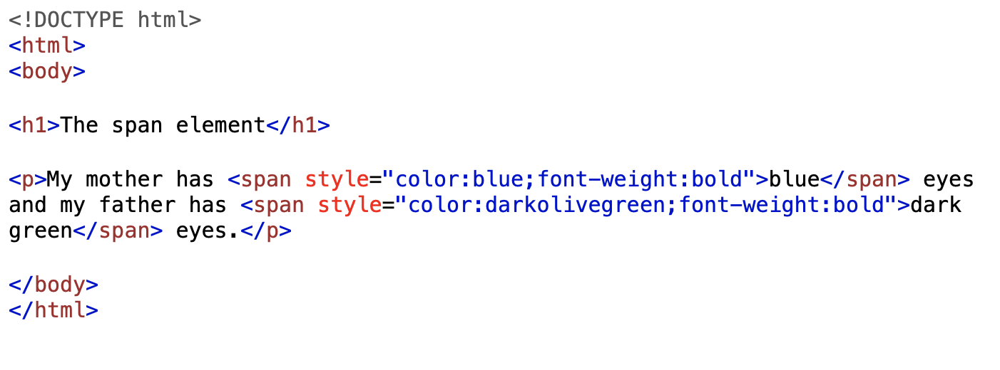 <!DOCTYPE html>
<html>
<body>
<h1>The span element</h1>
<p>My mother has <span style="color:blue;font-weight:bold">blue</span> eyes
and my father has <span style="color:darkolivegreen;font-weight:bold">dark
green</span> eyes.</p>
</body>
</html>